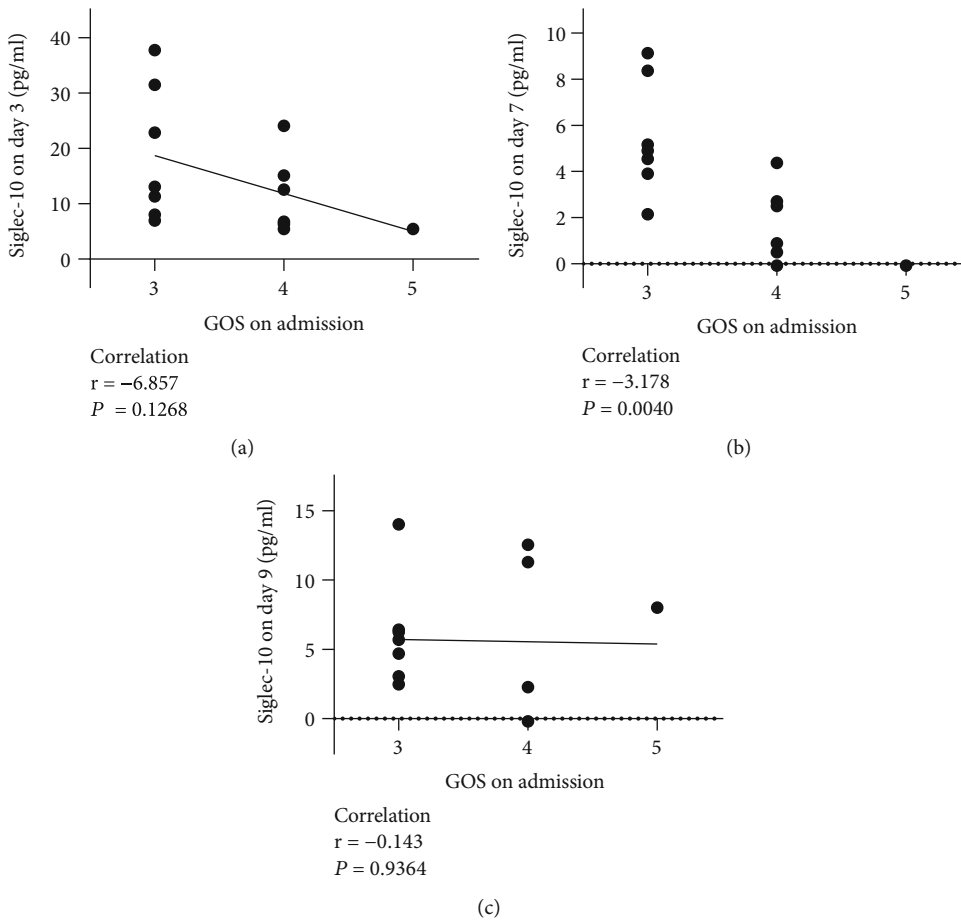 Siglec-10 on day 3 (pg/ml)
40
30
20
10
0
3 4 5
GOS on admission
Correlation
r = −6.857
P = 0.1268
(a)
Siglec-10 on day 7 (pg/ml)
10
8
6
4
2
0
3 4 5
GOS on admission
Correlation
r = −3.178
P = 0.0040
(b)
Siglec-10 on day 9 (pg/ml)
15
10
5
0
3 4 5
GOS on admission
Correlation
r = −0.143
P = 0.9364
(c)